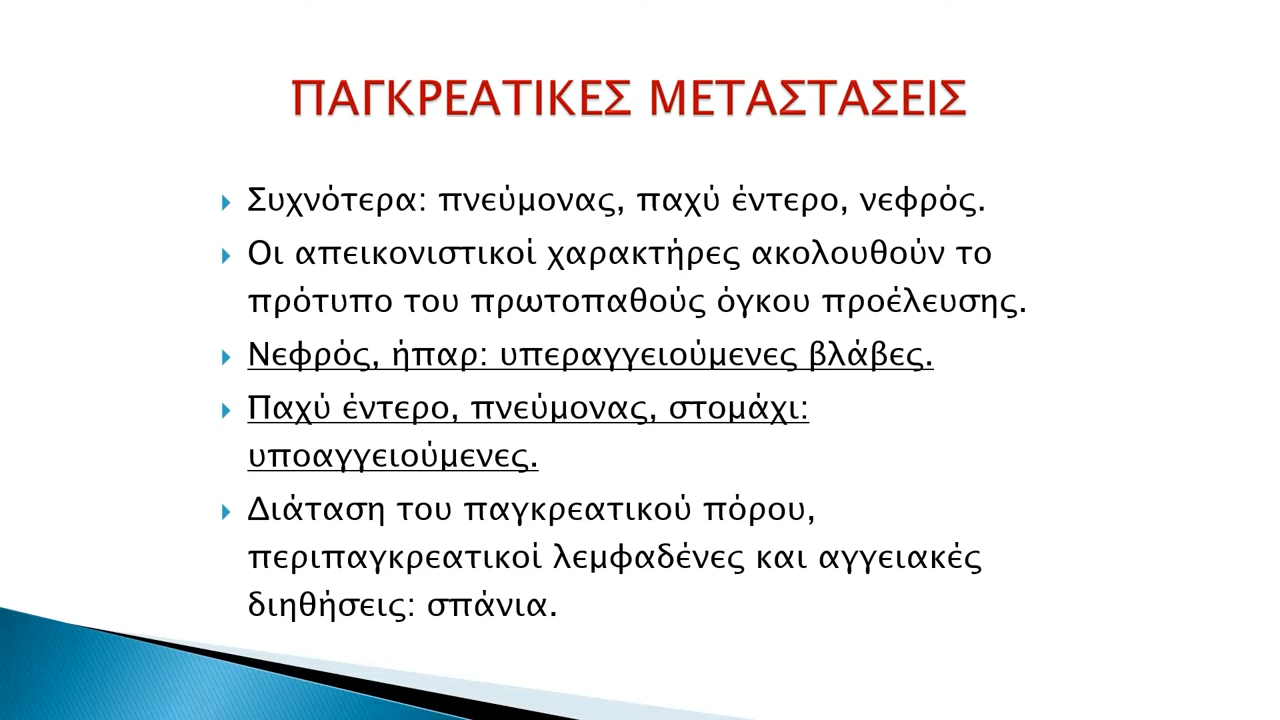 ΠΑΓΚΡΕΑΤΙΚΕΣ ΜΕΤΑΣΤΑΣΕΙΣ
Συχνότερα: πνεύμονας, παχύ έντερο, νεφρός.
Οι απεικονιστικοί χαρακτήρες ακολουθούν το
πρότυπο του πρωτοπαθούς όγκου προέλευσης.
Νεφρός, ήπαρ: υπεραγγειούμενες βλάβες.
Παχύ έντερο, πνεύμονας, στομάχι:
υποαγγειούμενες.
Διάταση του παγκρεατικού πόρου,
περιπαγκρεατικοί λεμφαδένες και αγγειακές
διηθήσεις: σπάνια.